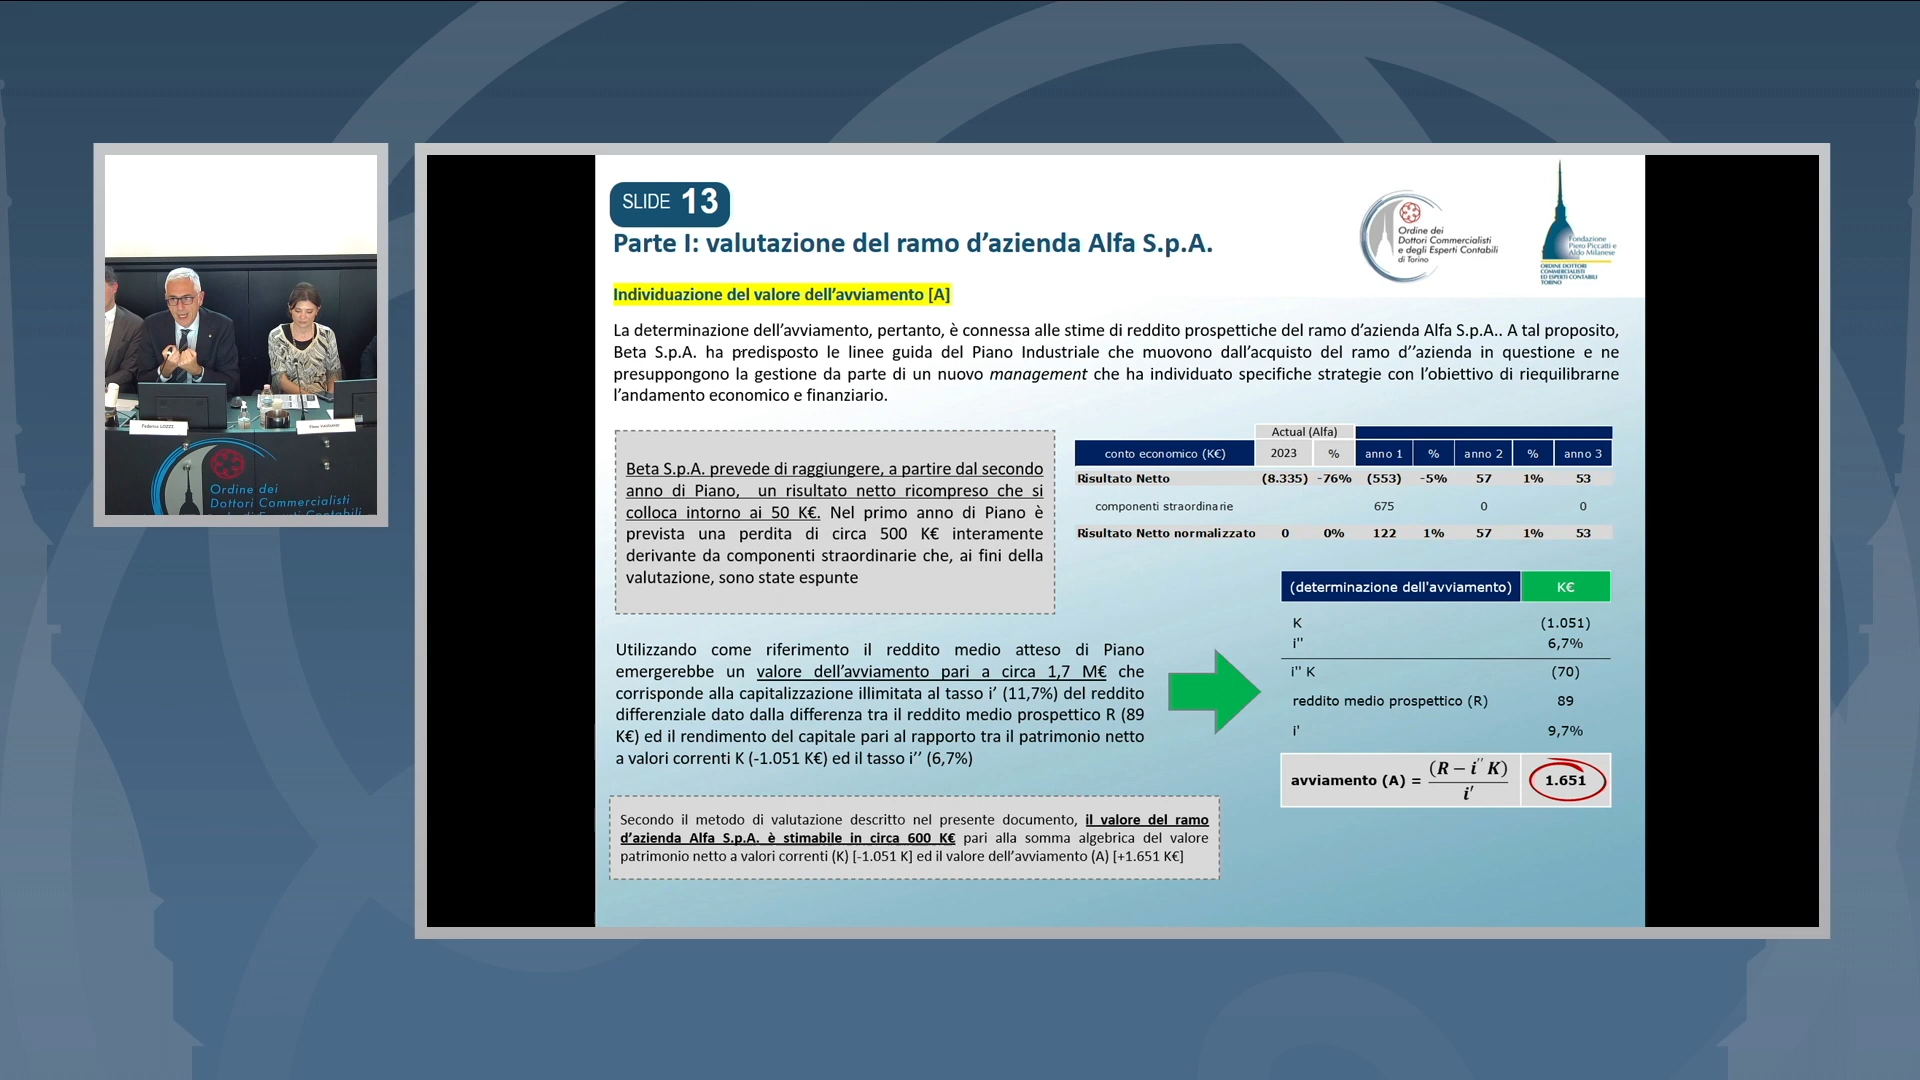 SLIDE 13
Parte I: valutazione del ramo d'azienda Alfa S.p.A.
Ordine dei
Dottori Commercialisti
e degli Esperti Contabili
di Torino
Fondazione
Piero Piccatti e
Aldo Milanese
ORDINE DOTTORI
COMMERCIALISTI
ED ESPERTI CONTABILI
TORINO
Individuazione del valore dell'avviamento [A]
La determinazione dell'avviamento, pertanto, è connessa alle stime di reddito prospettiche del ramo d'azienda Alfa S.p.A.. A tal proposito,
Beta S.p.A. ha predisposto le linee guida del Piano Industriale che muovono dall'acquisto del ramo d''azienda in questione e ne
presuppongono la gestione da parte di un nuovo management che ha individuato specifiche strategie con l'obiettivo di riequilibrarne
l'andamento economico e finanziario.
Beta S.p.A. prevede di raggiungere, a partire dal secondo
anno di Piano, un risultato netto ricompreso che si
colloca intorno ai 50 K€. Nel primo anno di Piano è
prevista una perdita di circa 500 K€ interamente
derivante da componenti straordinarie che, ai fini della
valutazione, sono state espunte
Actual (Alfa)
conto economico (K€) 2023 % anno 1 % anno 2 % anno 3
Risultato Netto (8.335) -76% (553) -5% 57 1% 53
componenti straordinarie 675 0 0
Risultato Netto normalizzato 0 0% 122 1% 57 1% 53
Utilizzando come riferimento il reddito medio atteso di Piano
emergerebbe un valore dell'avviamento pari a circa 1,7 M€ che
corrisponde alla capitalizzazione illimitata al tasso i' (11,7%) del reddito
differenziale dato dalla differenza tra il reddito medio prospettico R (89
K€) ed il rendimento del capitale pari al rapporto tra il patrimonio netto
a valori correnti K (-1.051 K€) ed il tasso i'' (6,7%)
(determinazione dell'avviamento) K€
K (1.051)
i'' 6,7%
i'' K (70)
reddito medio prospettico (R) 89
i' 9,7%
avviamento (A) = (R − i'' K) / i' 1.651
Secondo il metodo di valutazione descritto nel presente documento, il valore del ramo
d'azienda Alfa S.p.A. è stimabile in circa 600 K€ pari alla somma algebrica del valore
patrimonio netto a valori correnti (K) [-1.051 K] ed il valore dell'avviamento (A) [+1.651 K€]
Federico LOZZI
Ordine dei
Dottori Commercialisti